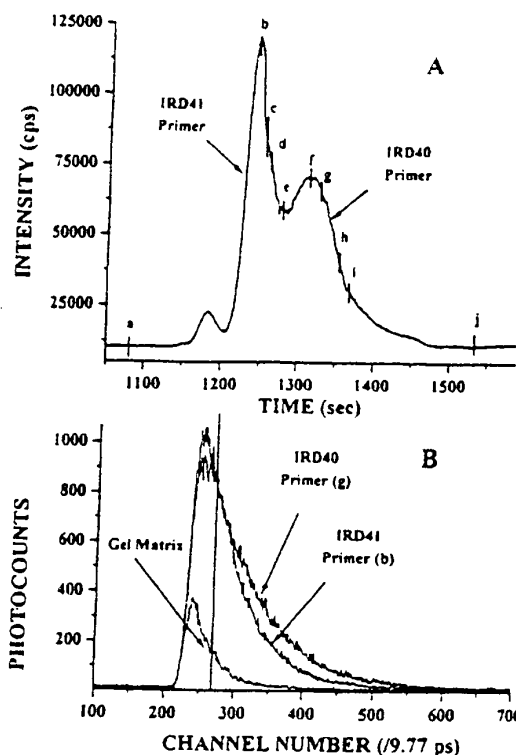 b
A
125000
100000
75000
50000
25000
INTENSITY (cps)
IRD41
Primer
c
d
e
f
g
IRD40
Primer
h
i
a
j
1100
1200
1300
1400
1500
TIME (sec)
B
1000
800
600
400
200
PHOTOCOUNTS
IRD40
Primer (g)
IRD41
Primer (b)
Gel Matrix
100
200
300
400
500
600
700
CHANNEL NUMBER (/9.77 ps)